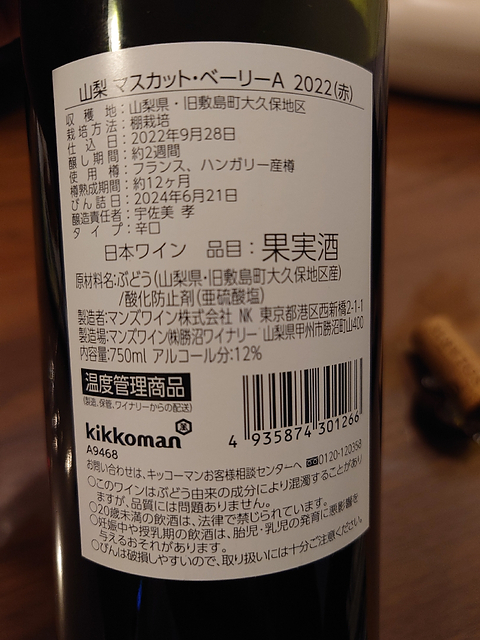 山梨 マスカット・ベーリーA 2022(赤)
収穫地：山梨県・旧敷島町大久保地区
栽培方法：棚栽培
仕込日：2022年9月28日
醸し期間：約2週間
使用樽：フランス、ハンガリー産樽
樽熟成期間：約12ヶ月
びん詰日：2024年6月21日
醸造責任者：宇佐美 孝
タイプ：辛口
日本ワイン 品目：果実酒
原材料名：ぶどう(山梨県・旧敷島町大久保地区産)
/酸化防止剤(亜硫酸塩)
製造者：マンズワイン株式会社 NK 東京都港区西新橋2-1-1
製造場：マンズワイン㈱勝沼ワイナリー 山梨県甲州市勝沼町山400
内容量：750ml アルコール分：12%
温度管理商品
(製造、保管、ワイナリーからの配送)
kikkoman
A9468
4 935874 301266
お問い合わせは、キッコーマンお客様相談センターへ ☎0120-120358
○このワインはぶどう由来の成分により混濁することがあり
ますが、品質には問題ありません。
○20歳未満の飲酒は、法律で禁じられています。
○妊娠中や授乳期の飲酒は、胎児・乳児の発育に悪影響を
与えるおそれがあります。
○びんは破損しやすいので、取り扱いには十分ご注意ください。